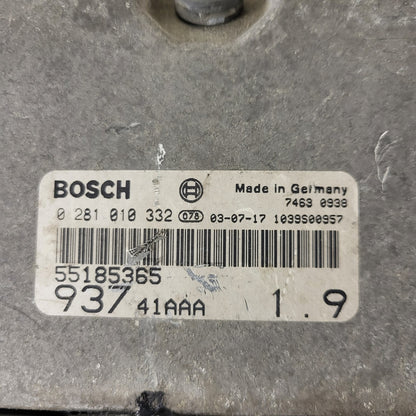 BOSCH Made in Germany
7463 0938
0 281 010 332 078 03-07-17 1039S00957
55185365
937 41AAA 1.9